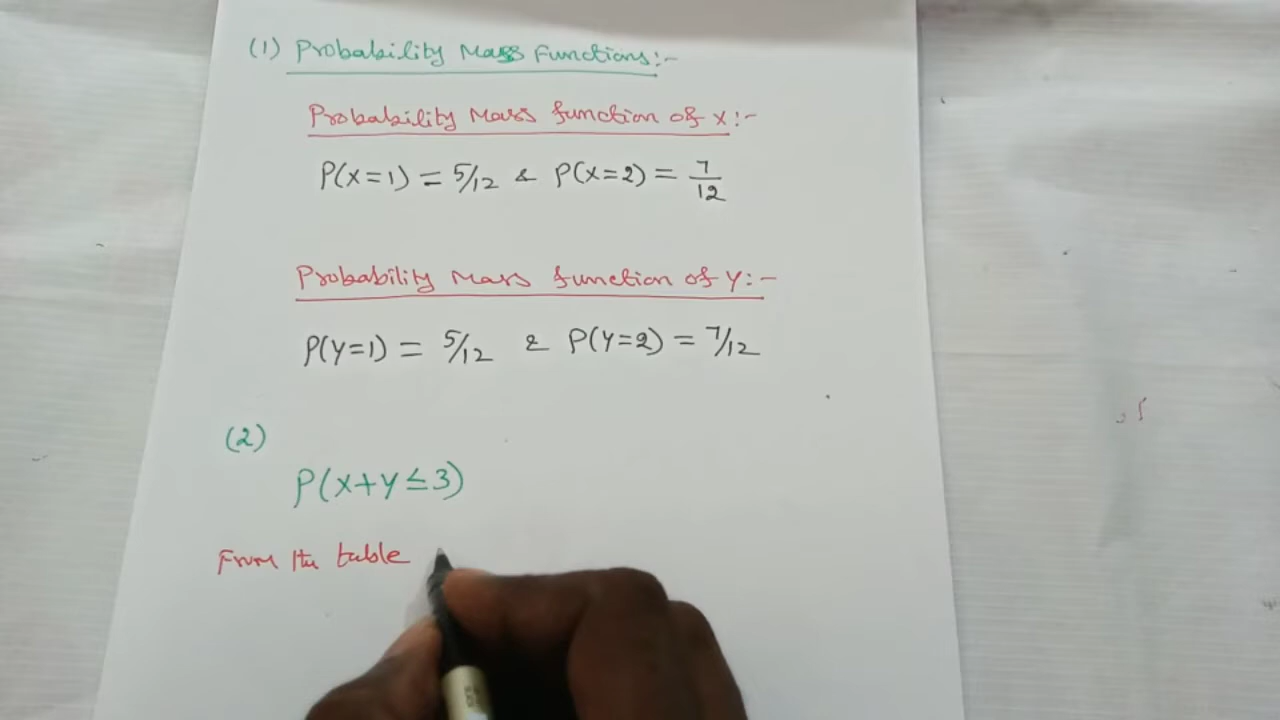 (1) Probability Mass Functions:-
Probability Mass function of X:-
P(X=1) = 5/12 & P(X=2) = 7/12
Probability Mass function of Y:-
P(Y=1) = 5/12 & P(Y=2) = 7/12
(2)
P(X+Y≤3)
From the table